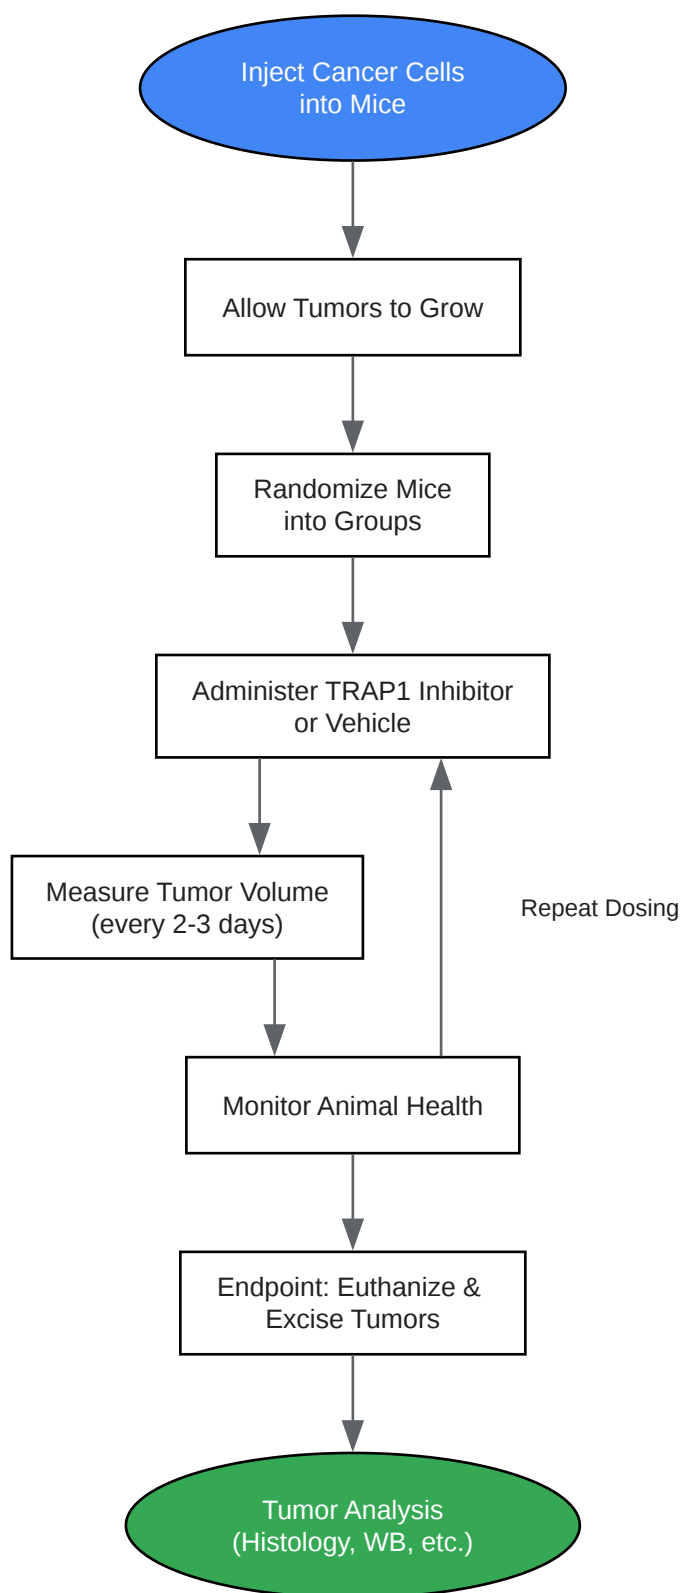 Inject Cancer Cells
into Mice
Allow Tumors to Grow
Randomize Mice
into Groups
Administer TRAP1 Inhibitor
or Vehicle
Measure Tumor Volume
(every 2-3 days)
Repeat Dosing
Monitor Animal Health
Endpoint: Euthanize &
Excise Tumors
Tumor Analysis
(Histology, WB, etc.)